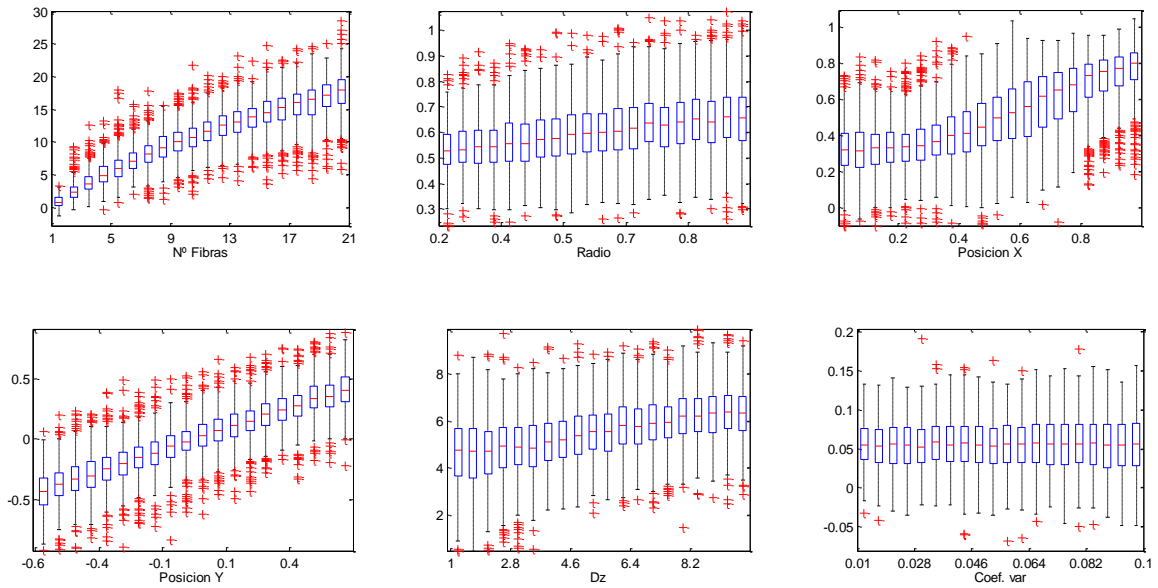 30
25
20
15
10
5
0
1 5 9 13 17 21
Nº Fibras
1
0.9
0.8
0.7
0.6
0.5
0.4
0.3
0.2 0.4 0.5 0.7 0.8
Radio
1
0.8
0.6
0.4
0.2
0
0 0.2 0.4 0.6 0.8
Posicion X
0.5
0
-0.5
-0.6 -0.4 -0.1 0.1 0.4
Posicion Y
8
6
4
2
1 2.8 4.6 6.4 8.2
Dz
0.2
0.15
0.1
0.05
0
-0.05
0.01 0.028 0.046 0.064 0.082 0.1
Coef. var